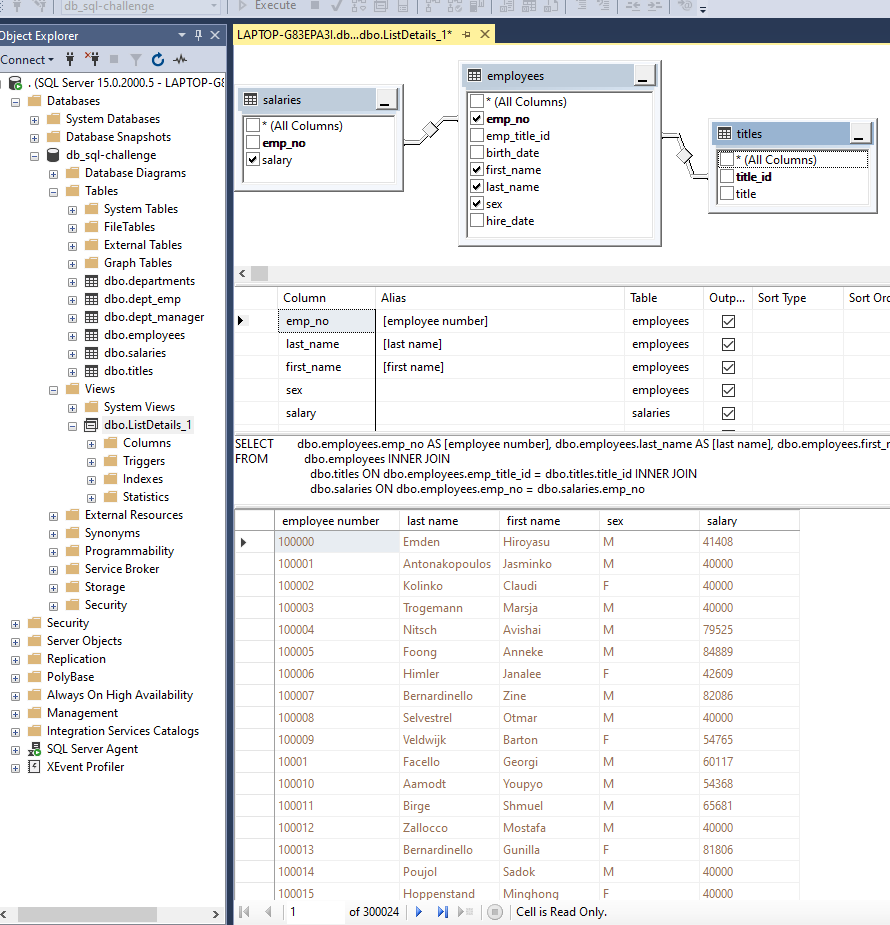 db_sql-challenge
Execute
Object Explorer
Connect
. (SQL Server 15.0.2000.5 - LAPTOP-G8
Databases
System Databases
Database Snapshots
db_sql-challenge
Database Diagrams
Tables
System Tables
FileTables
External Tables
Graph Tables
dbo.departments
dbo.dept_emp
dbo.dept_manager
dbo.employees
dbo.salaries
dbo.titles
Views
System Views
dbo.ListDetails_1
Columns
Triggers
Indexes
Statistics
External Resources
Synonyms
Programmability
Service Broker
Storage
Security
Security
Server Objects
Replication
PolyBase
Always On High Availability
Management
Integration Services Catalogs
SQL Server Agent
XEvent Profiler
LAPTOP-G83EPA3I.db...dbo.ListDetails_1*
salaries
* (All Columns)
emp_no
salary
employees
* (All Columns)
emp_no
emp_title_id
birth_date
first_name
last_name
sex
hire_date
titles
* (All Columns)
title_id
title
Column Alias Table Outp... Sort Type Sort Ord
emp_no [employee number] employees
last_name [last name] employees
first_name [first name] employees
sex employees
salary salaries
SELECT dbo.employees.emp_no AS [employee number], dbo.employees.last_name AS [last name], dbo.employees.first_n
FROM dbo.employees INNER JOIN
dbo.titles ON dbo.employees.emp_title_id = dbo.titles.title_id INNER JOIN
dbo.salaries ON dbo.employees.emp_no = dbo.salaries.emp_no
employee number last name first name sex salary
100000 Emden Hiroyasu M 41408
100001 Antonakopoulos Jasminko M 40000
100002 Kolinko Claudi F 40000
100003 Trogemann Marsja M 40000
100004 Nitsch Avishai M 79525
100005 Foong Anneke M 84889
100006 Himler Janalee F 42609
100007 Bernardinello Zine M 82086
100008 Selvestrel Otmar M 40000
100009 Veldwijk Barton F 54765
10001 Facello Georgi M 60117
100010 Aamodt Youpyo M 54368
100011 Birge Shmuel M 65681
100012 Zallocco Mostafa M 40000
100013 Bernardinello Gunilla F 81806
100014 Poujol Sadok M 40000
100015 Hoppenstand Minghong F 40000
1 of 300024 Cell is Read Only.